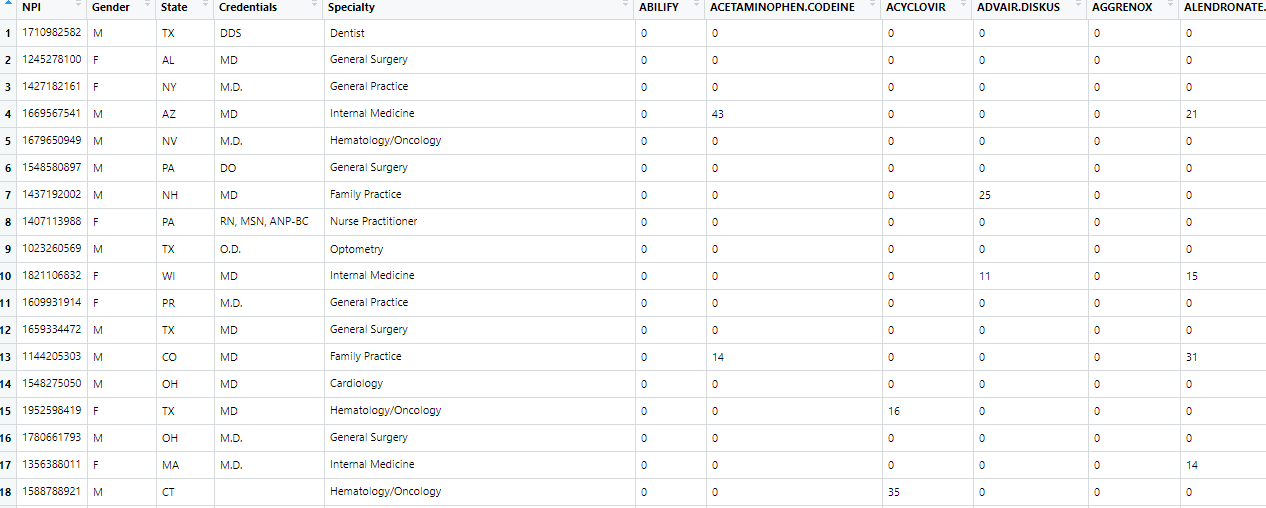 NPI Gender State Credentials Specialty ABILIFY ACETAMINOPHEN.CODEINE ACYCLOVIR ADVAIR.DISKUS AGGRENOX ALENDRONATE.
1 1710982582 M TX DDS Dentist 0 0 0 0 0 0
2 1245278100 F AL MD General Surgery 0 0 0 0 0 0
3 1427182161 F NY M.D. General Practice 0 0 0 0 0 0
4 1669567541 M AZ MD Internal Medicine 0 43 0 0 0 21
5 1679650949 M NV M.D. Hematology/Oncology 0 0 0 0 0 0
6 1548580897 M PA DO General Surgery 0 0 0 0 0 0
7 1437192002 M NH MD Family Practice 0 0 0 25 0 0
8 1407113988 F PA RN, MSN, ANP-BC Nurse Practitioner 0 0 0 0 0 0
9 1023260569 M TX O.D. Optometry 0 0 0 0 0 0
10 1821106832 F WI MD Internal Medicine 0 0 0 11 0 15
11 1609931914 F PR M.D. General Practice 0 0 0 0 0 0
12 1659334472 M TX MD General Surgery 0 0 0 0 0 0
13 1144205303 M CO MD Family Practice 0 14 0 0 0 31
14 1548275050 M OH MD Cardiology 0 0 0 0 0 0
15 1952598419 F TX MD Hematology/Oncology 0 0 16 0 0 0
16 1780661793 M OH M.D. General Surgery 0 0 0 0 0 0
17 1356388011 F MA M.D. Internal Medicine 0 0 0 0 0 14
18 1588788921 M CT Hematology/Oncology 0 0 35 0 0 0